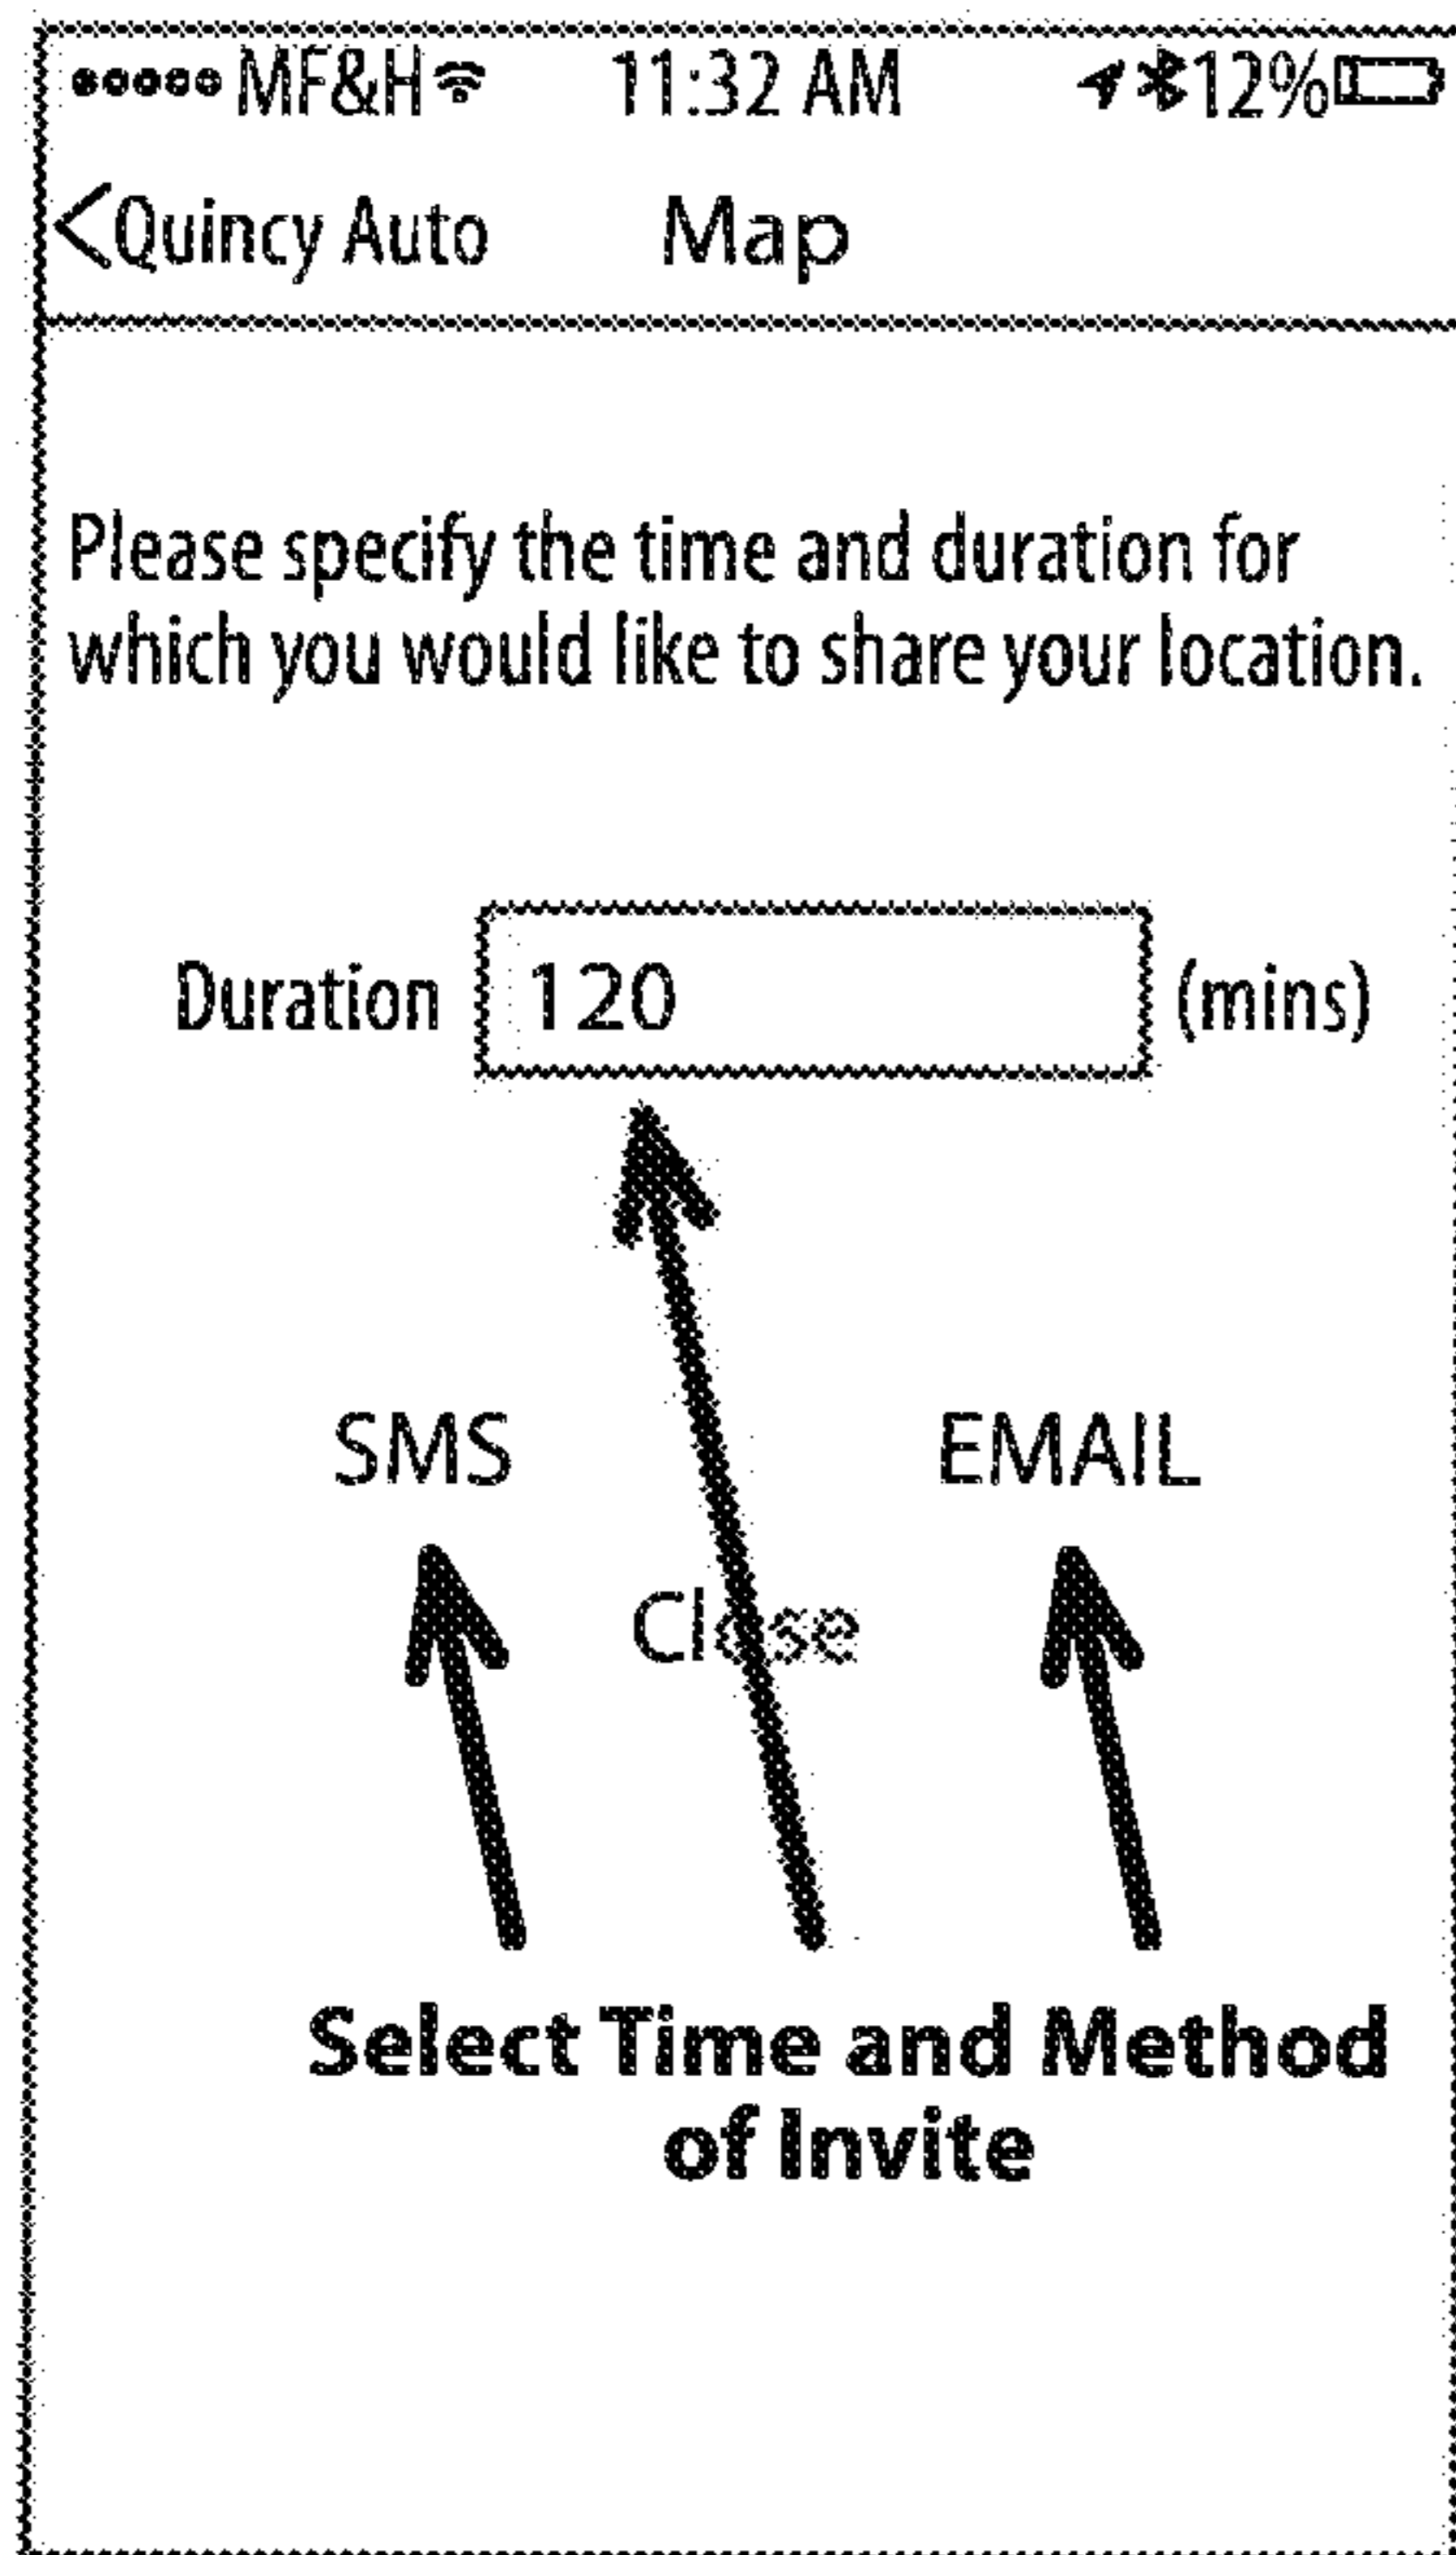 MF&H 11:32 AM 12%
<Quincy Auto Map
Please specify the time and duration for
which you would like to share your location.
Duration 120 (mins)
SMS EMAIL
Close
Select Time and Method
of Invite